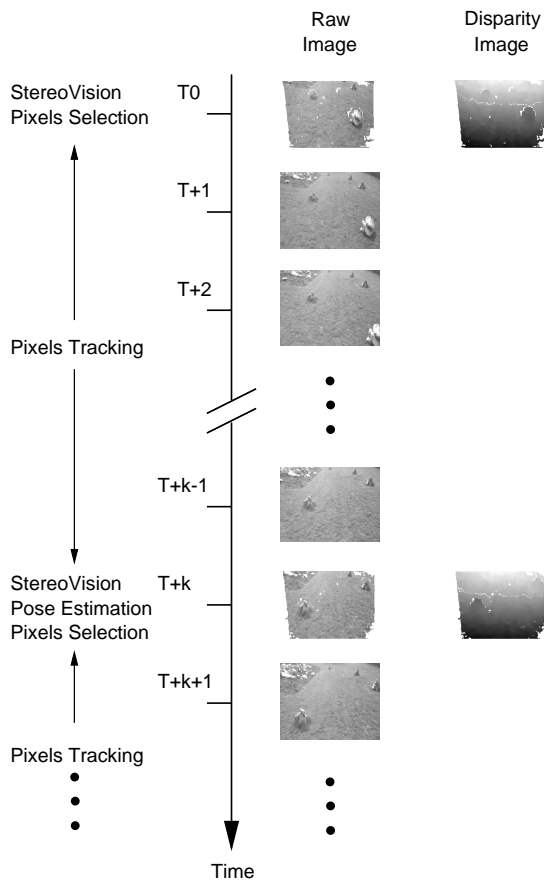 Raw
Image
Disparity
Image
StereoVision
Pixels Selection
T0
T+1
T+2
Pixels Tracking
T+k-1
StereoVision
Pose Estimation
Pixels Selection
T+k
T+k+1
Pixels Tracking
Time